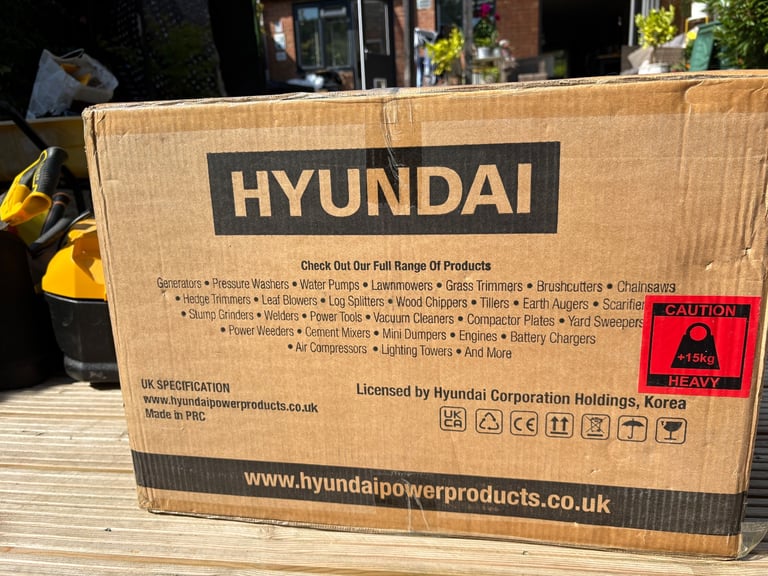 HYUNDAI
Check Out Our Full Range Of Products
Generators • Pressure Washers • Water Pumps • Lawnmowers • Grass Trimmers • Brushcutters • Chainsaws
• Hedge Trimmers • Leaf Blowers • Log Splitters • Wood Chippers • Tillers • Earth Augers •
• Stump Grinders • Welders • Power Tools • Vacuum Cleaners • Compactor Plates • Yard Sweepers
• Power Weeders • Cement Mixers • Mini Dumpers • Engines • Battery Chargers
• Air Compressors • Lighting Towers • And More
CAUTION
+15kg
HEAVY
UK SPECIFICATION
www.hyundaipowerproducts.co.uk
Made in PRC
Licensed by Hyundai Corporation Holdings, Korea
UK
CA
CE
www.hyundaipowerproducts.co.uk